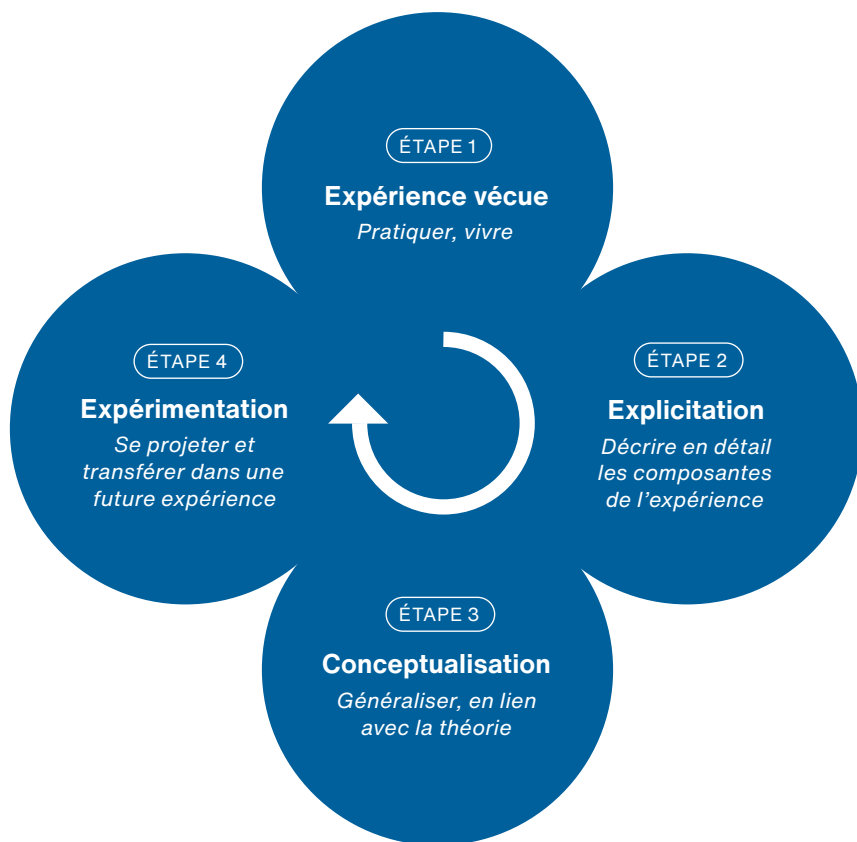 ÉTAPE 1
Expérience vécue
Pratiquer, vivre
ÉTAPE 2
Explicitation
Décrire en détail
les composantes
de l’expérience
ÉTAPE 3
Conceptualisation
Généraliser, en lien
avec la théorie
ÉTAPE 4
Expérimentation
Se projeter et
transférer dans une
future expérience